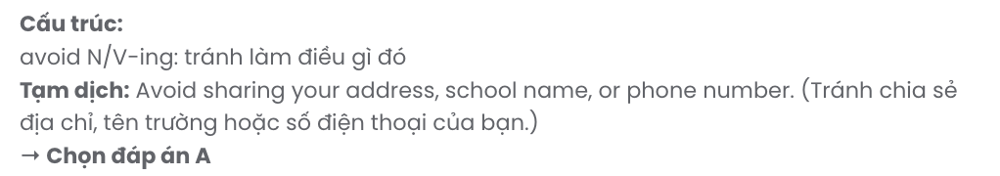 Cấu trúc:
avoid N/V-ing: tránh làm điều gì đó
Tạm dịch: Avoid sharing your address, school name, or phone number. (Tránh chia sẻ
địa chỉ, tên trường hoặc số điện thoại của bạn.)
→ Chọn đáp án A